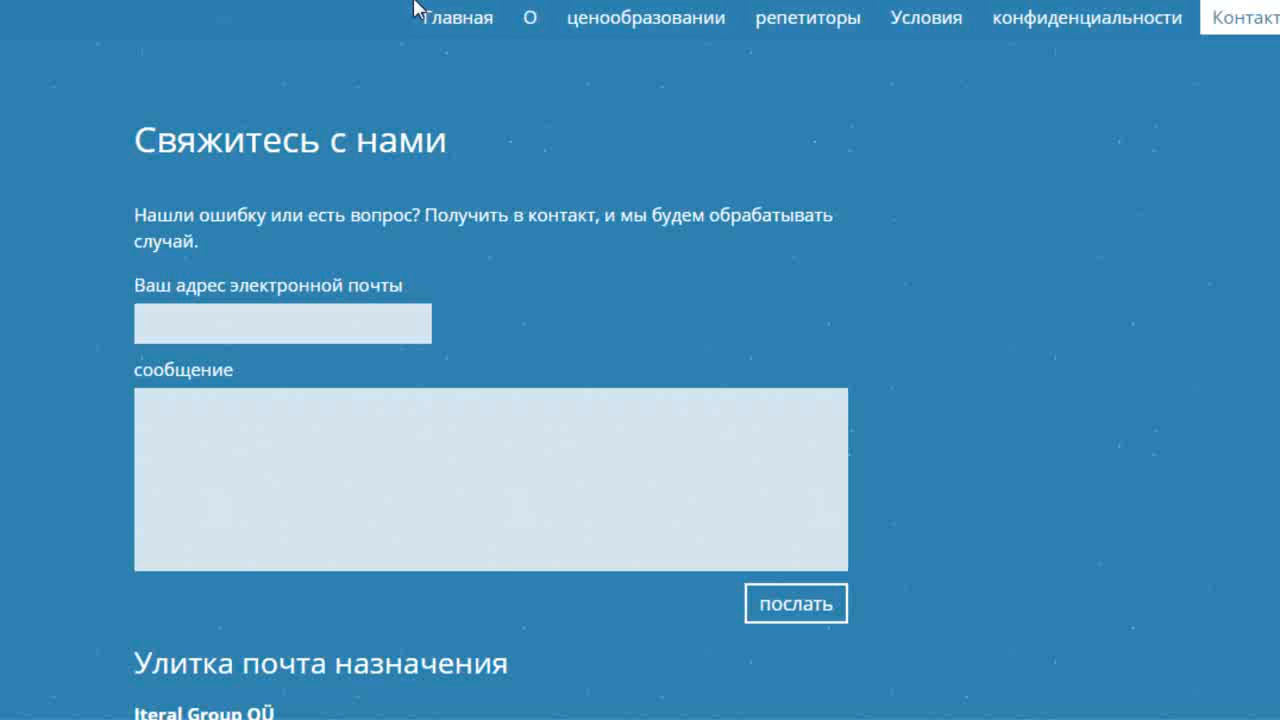 Главная О ценообразовании репетиторы Условия конфиденциальности Контакт
Свяжитесь с нами
Нашли ошибку или есть вопрос? Получить в контакт, и мы будем обрабатывать
случай.
Ваш адрес электронной почты
сообщение
послать
Улитка почта назначения
Iteral Group OÜ